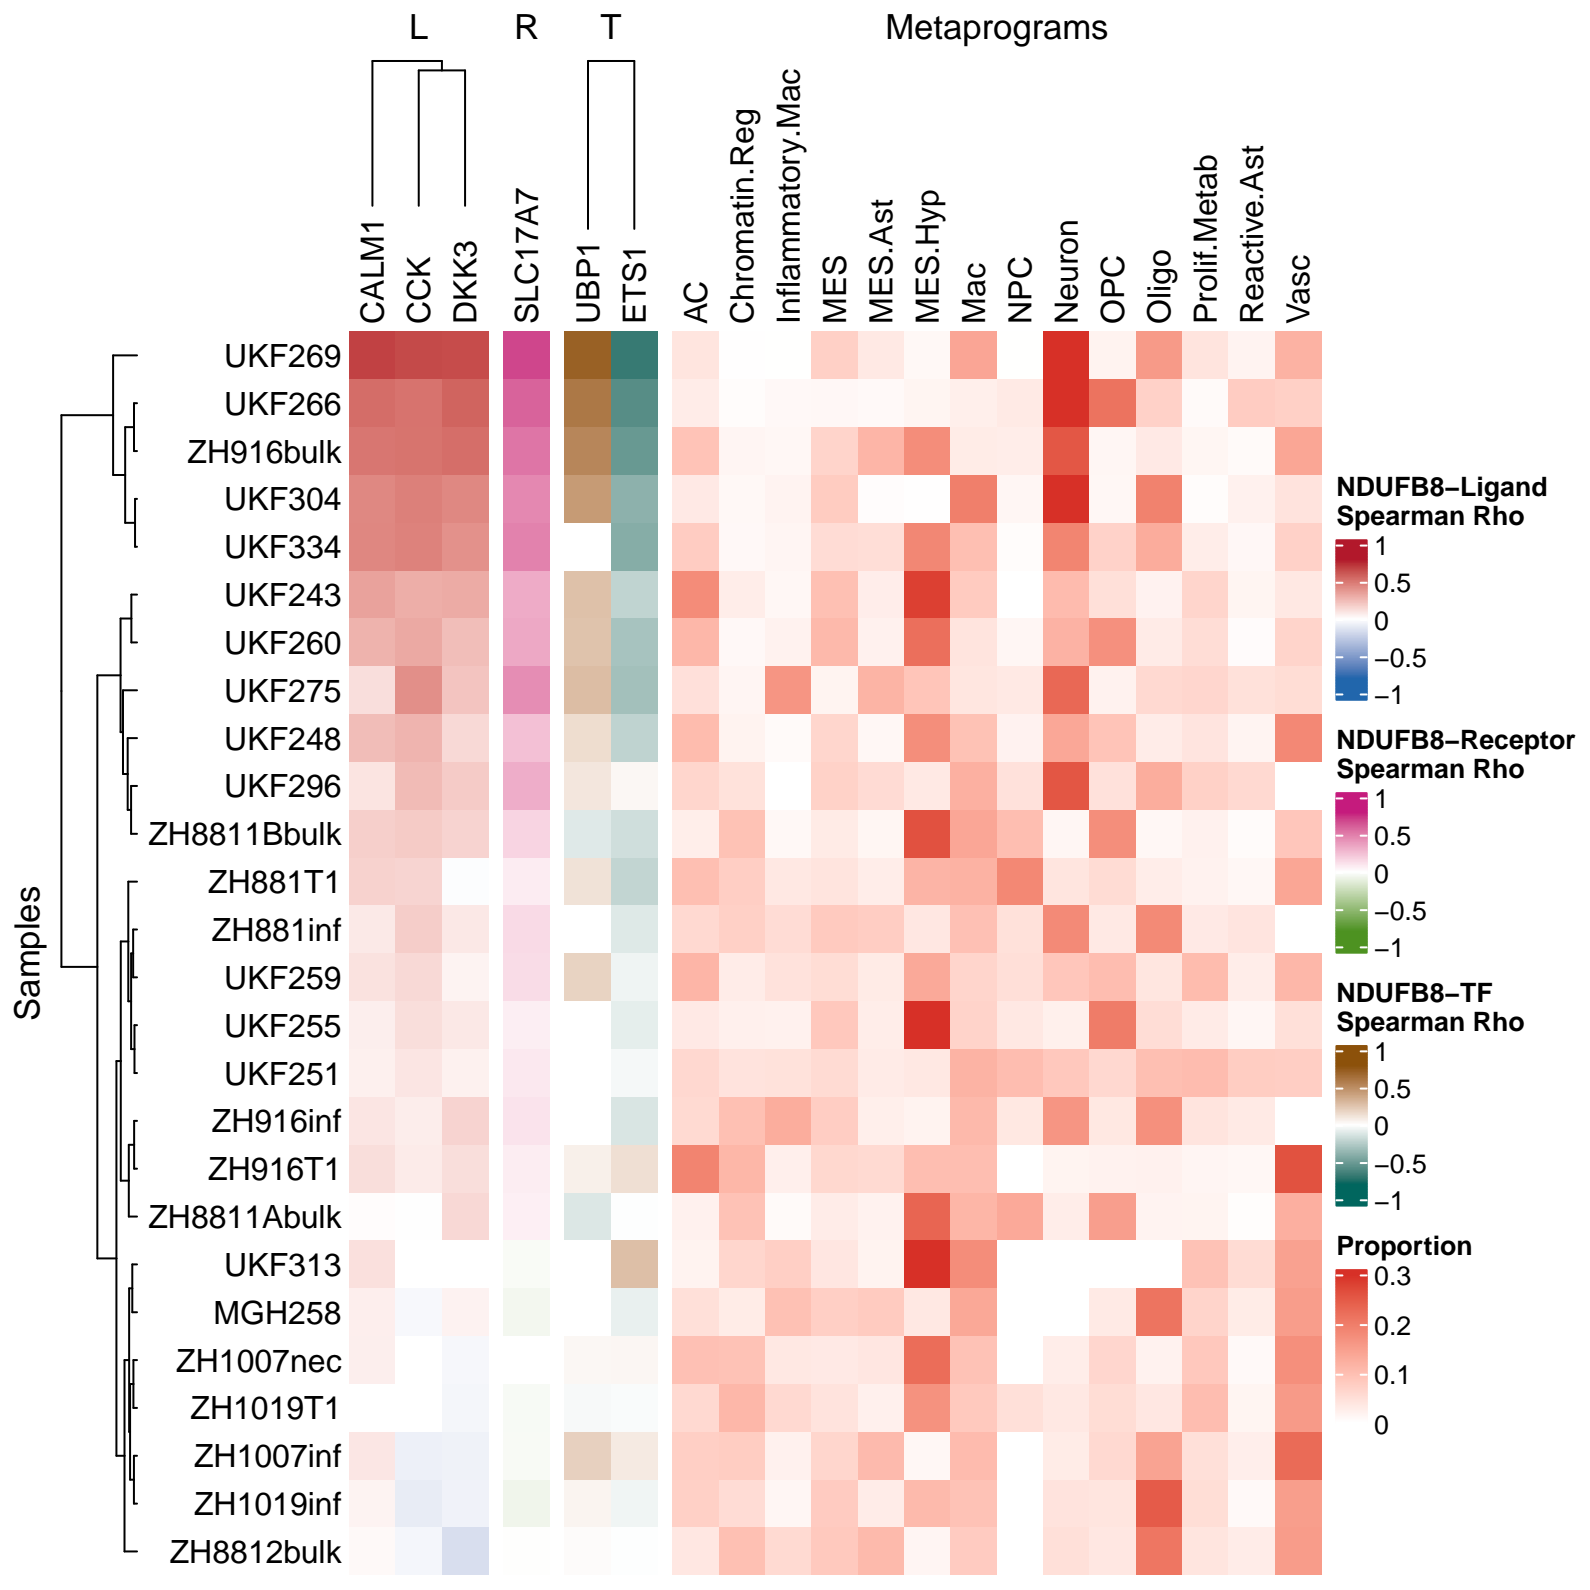 L R T Metaprograms
CALM1
CCK
DKK3
SLC17A7
UBP1
ETS1
AC
Chromatin.Reg
Inflammatory.Mac
MES
MES.Ast
MES.Hyp
Mac
NPC
Neuron
OPC
Oligo
Prolif.Metab
Reactive.Ast
Vasc
Samples
UKF269
UKF266
ZH916bulk
UKF304
UKF334
UKF243
UKF260
UKF275
UKF248
UKF296
ZH8811Bbulk
ZH881T1
ZH881inf
UKF259
UKF255
UKF251
ZH916inf
ZH916T1
ZH8811Abulk
UKF313
MGH258
ZH1007nec
ZH1019T1
ZH1007inf
ZH1019inf
ZH8812bulk
NDUFB8−Ligand
Spearman Rho
1
0.5
0
−0.5
−1
NDUFB8−Receptor
Spearman Rho
1
0.5
0
−0.5
−1
NDUFB8−TF
Spearman Rho
1
0.5
0
−0.5
−1
Proportion
0.3
0.2
0.1
0